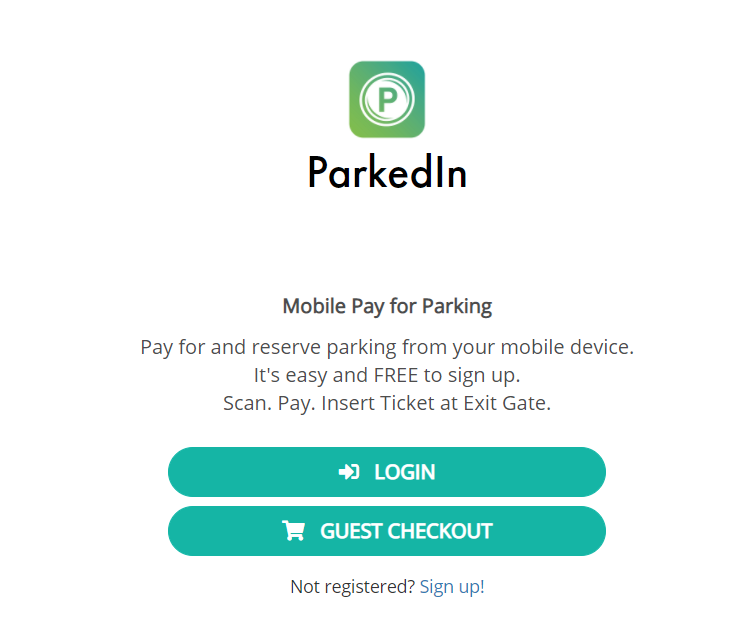 P
ParkedIn
Mobile Pay for Parking
Pay for and reserve parking from your mobile device.
It's easy and FREE to sign up.
Scan. Pay. Insert Ticket at Exit Gate.
LOGIN
GUEST CHECKOUT
Not registered? Sign up!